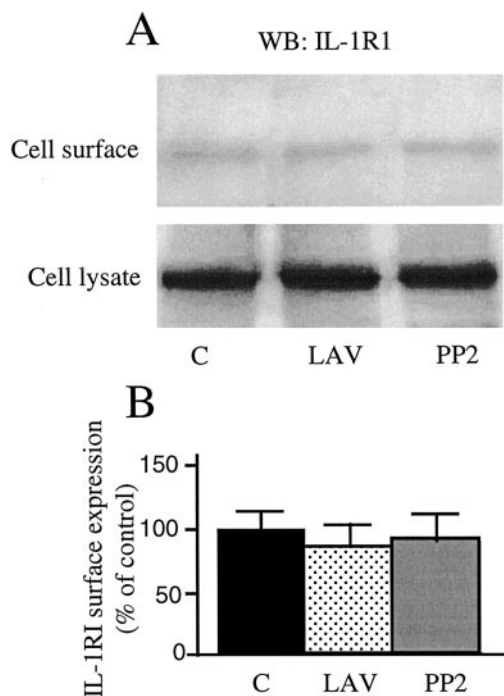 A
WB: IL-1R1
Cell surface
Cell lysate
C LAV PP2
B
IL-1RI surface expression
(% of control)
150
100
50
0
C LAV PP2